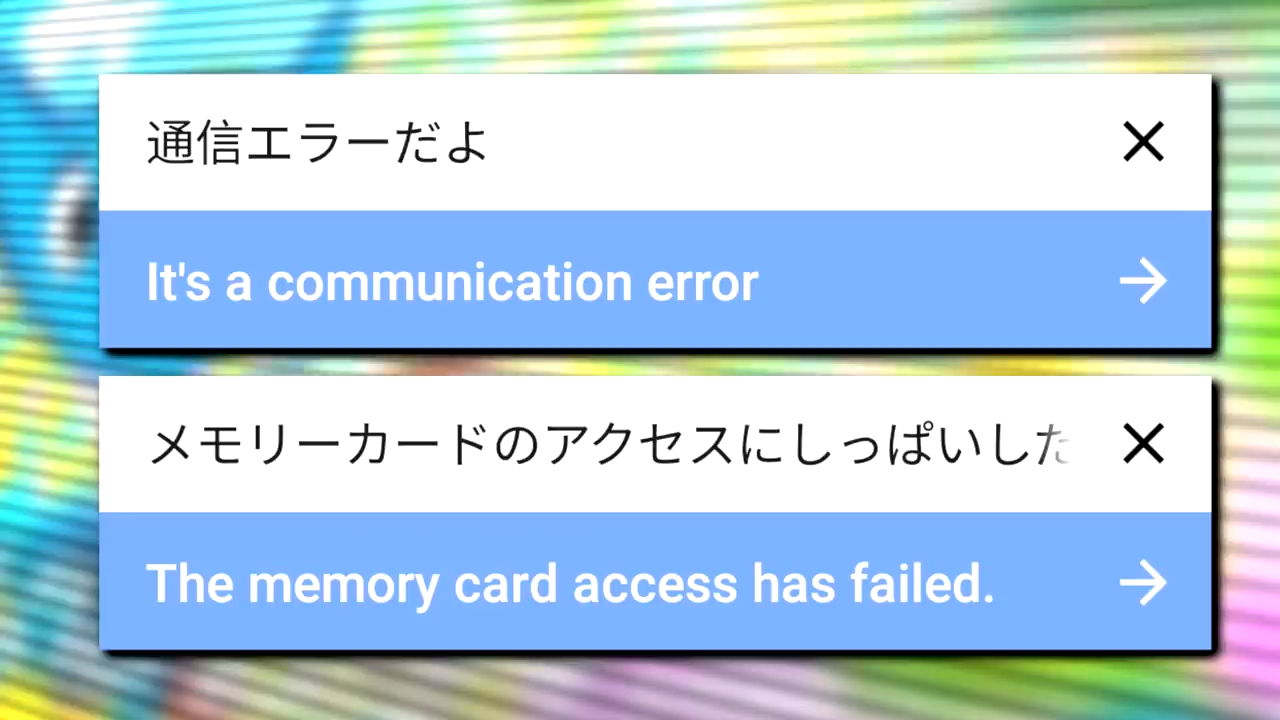 通信エラーだよ
It's a communication error
メモリーカードのアクセスにしっぱいした
The memory card access has failed.